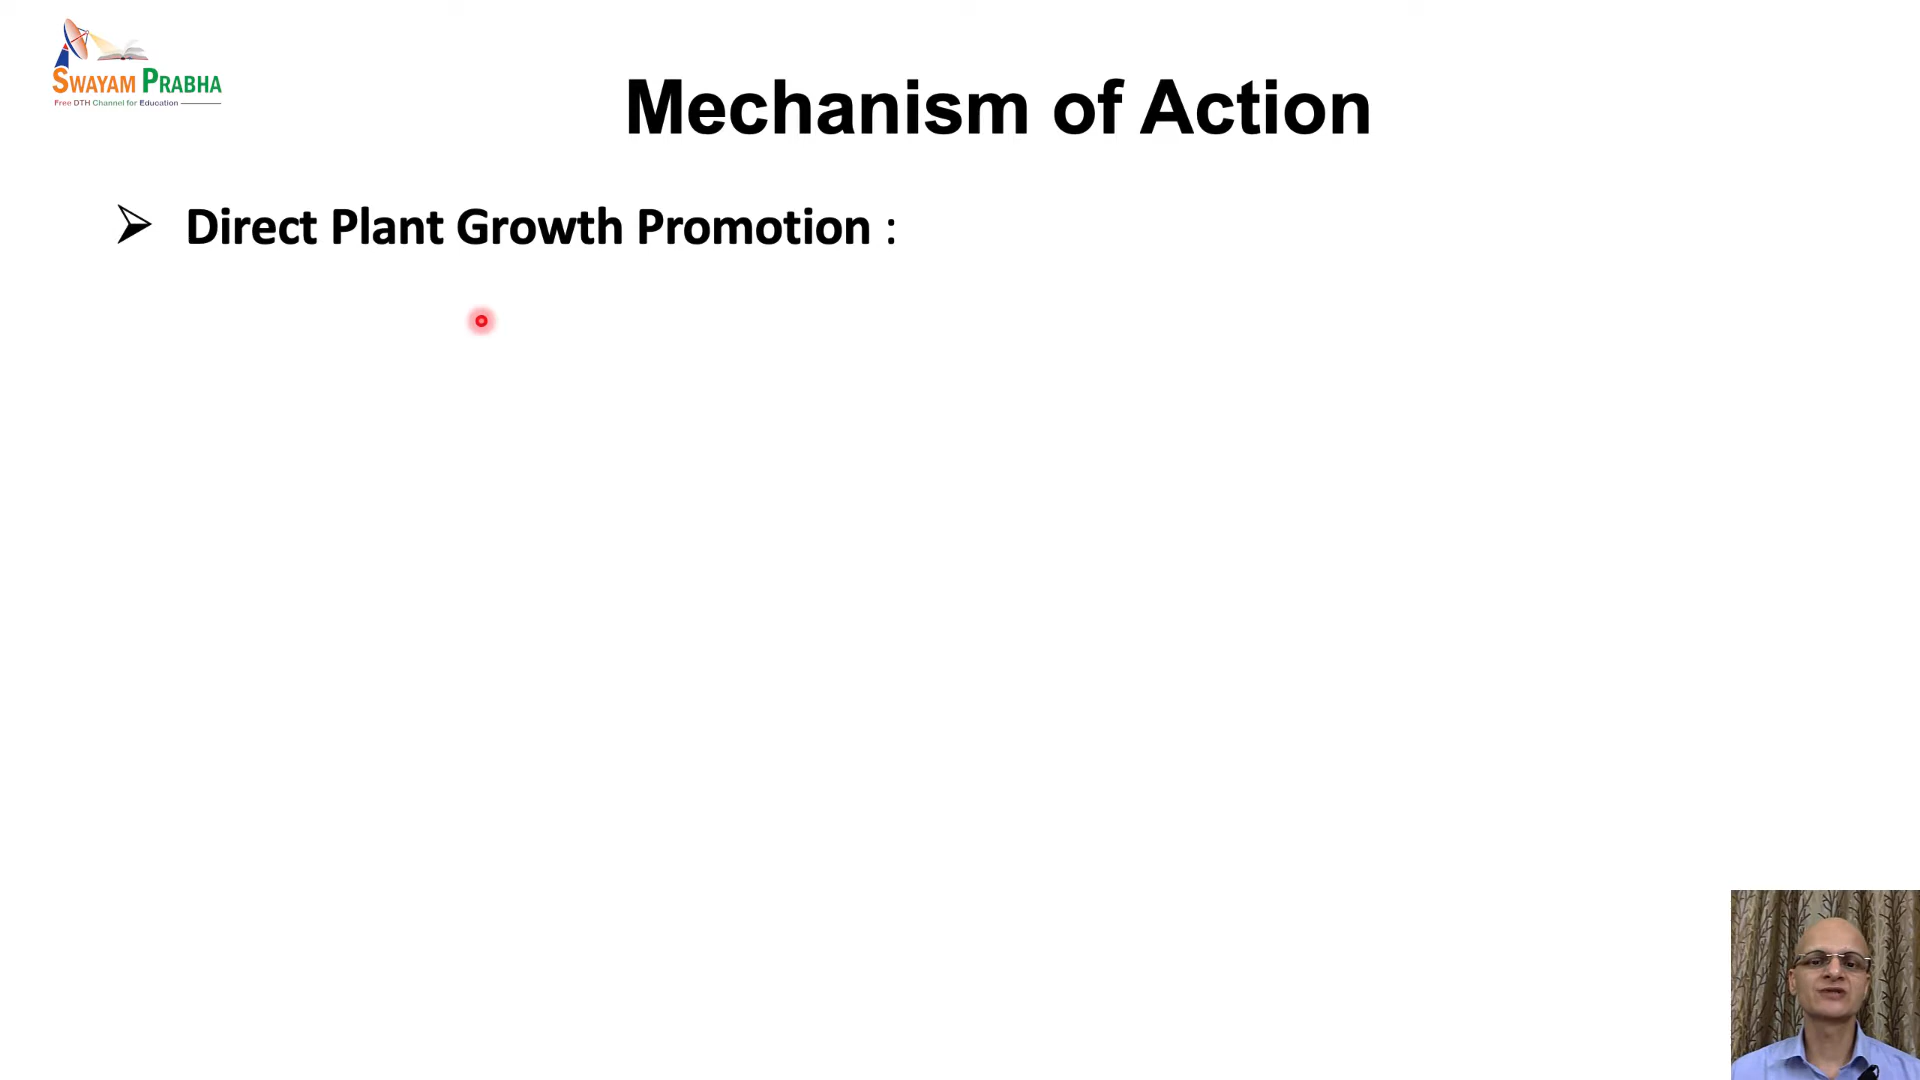 SWAYAM PRABHA
Free DTH Channel for Education
Mechanism of Action
Direct Plant Growth Promotion :